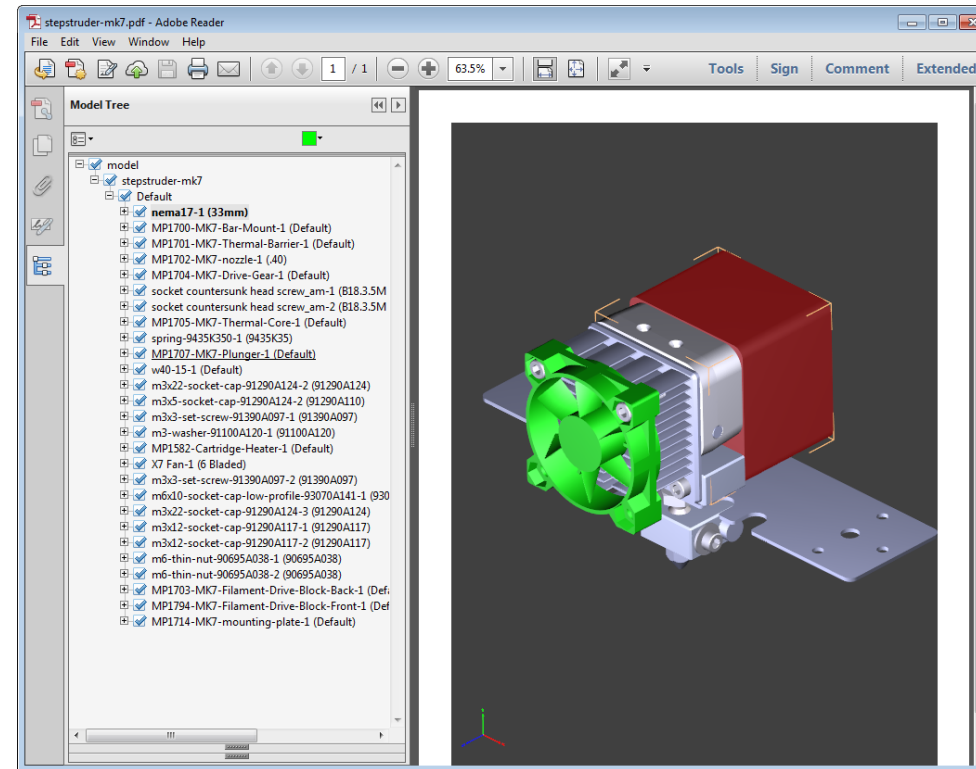 stepstruder-mk7.pdf - Adobe Reader
File Edit View Window Help
1 / 1 63.5% Tools Sign Comment Extended
Model Tree
model
stepstruder-mk7
Default
nema17-1 (33mm)
MP1700-MK7-Bar-Mount-1 (Default)
MP1701-MK7-Thermal-Barrier-1 (Default)
MP1702-MK7-nozzle-1 (.40)
MP1704-MK7-Drive-Gear-1 (Default)
socket countersunk head screw_am-1 (B18.3.5M
socket countersunk head screw_am-2 (B18.3.5M
MP1705-MK7-Thermal-Core-1 (Default)
spring-9435K350-1 (9435K35)
MP1707-MK7-Plunger-1 (Default)
w40-15-1 (Default)
m3x22-socket-cap-91290A124-2 (91290A124)
m3x5-socket-cap-91290A124-2 (91290A110)
m3x3-set-screw-91390A097-1 (91390A097)
m3-washer-91100A120-1 (91100A120)
MP1582-Cartridge-Heater-1 (Default)
X7 Fan-1 (6 Bladed)
m3x3-set-screw-91390A097-2 (91390A097)
m6x10-socket-cap-low-profile-93070A141-1 (930
m3x22-socket-cap-91290A124-3 (91290A124)
m3x12-socket-cap-91290A117-1 (91290A117)
m3x12-socket-cap-91290A117-2 (91290A117)
m6-thin-nut-90695A038-1 (90695A038)
m6-thin-nut-90695A038-2 (90695A038)
MP1703-MK7-Filament-Drive-Block-Back-1 (Defa
MP1794-MK7-Filament-Drive-Block-Front-1 (Def
MP1714-MK7-mounting-plate-1 (Default)